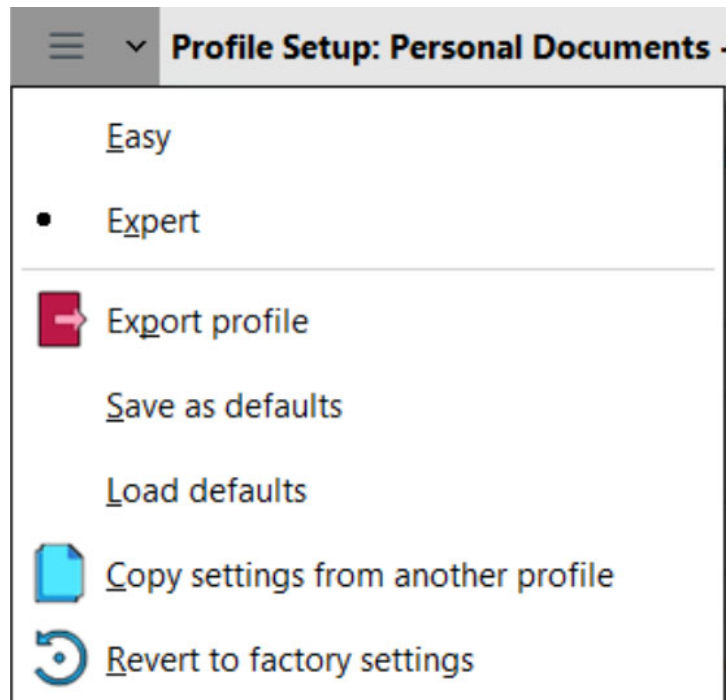 Profile Setup: Personal Documents -
Easy
Expert
Export profile
Save as defaults
Load defaults
Copy settings from another profile
Revert to factory settings